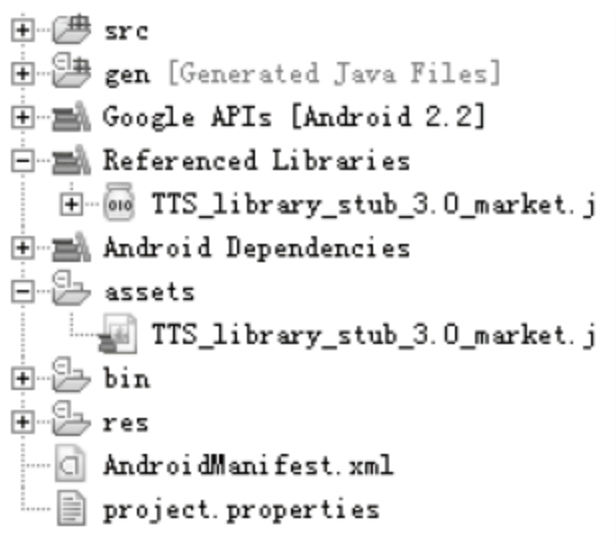 src
gen [Generated Java Files]
Google APIs [Android 2.2]
Referenced Libraries
TTS_library_stub_3.0_market.j
Android Dependencies
assets
TTS_library_stub_3.0_market.j
bin
res
AndroidManifest.xml
project.properties